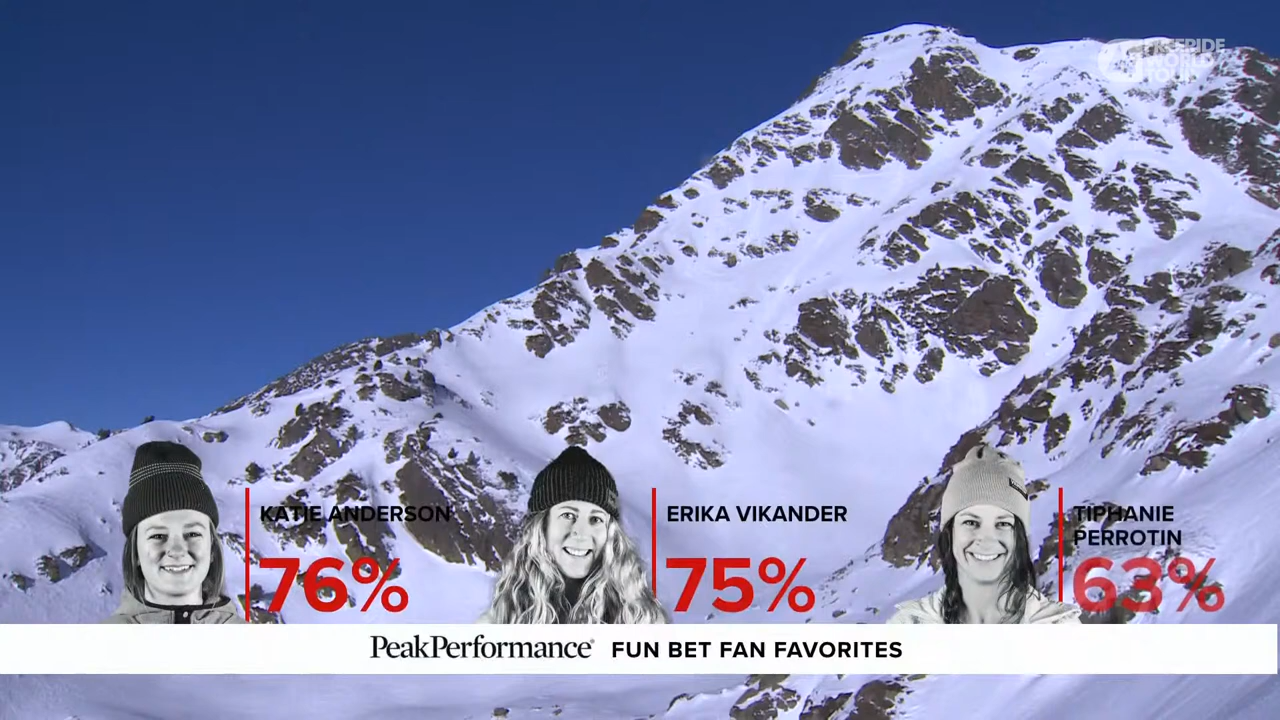 FREERIDE
WORLD
TOUR
KATIE ANDERSON
76%
ERIKA VIKANDER
75%
TIPHANIE
PERROTIN
63%
PeakPerformance® FUN BET FAN FAVORITES